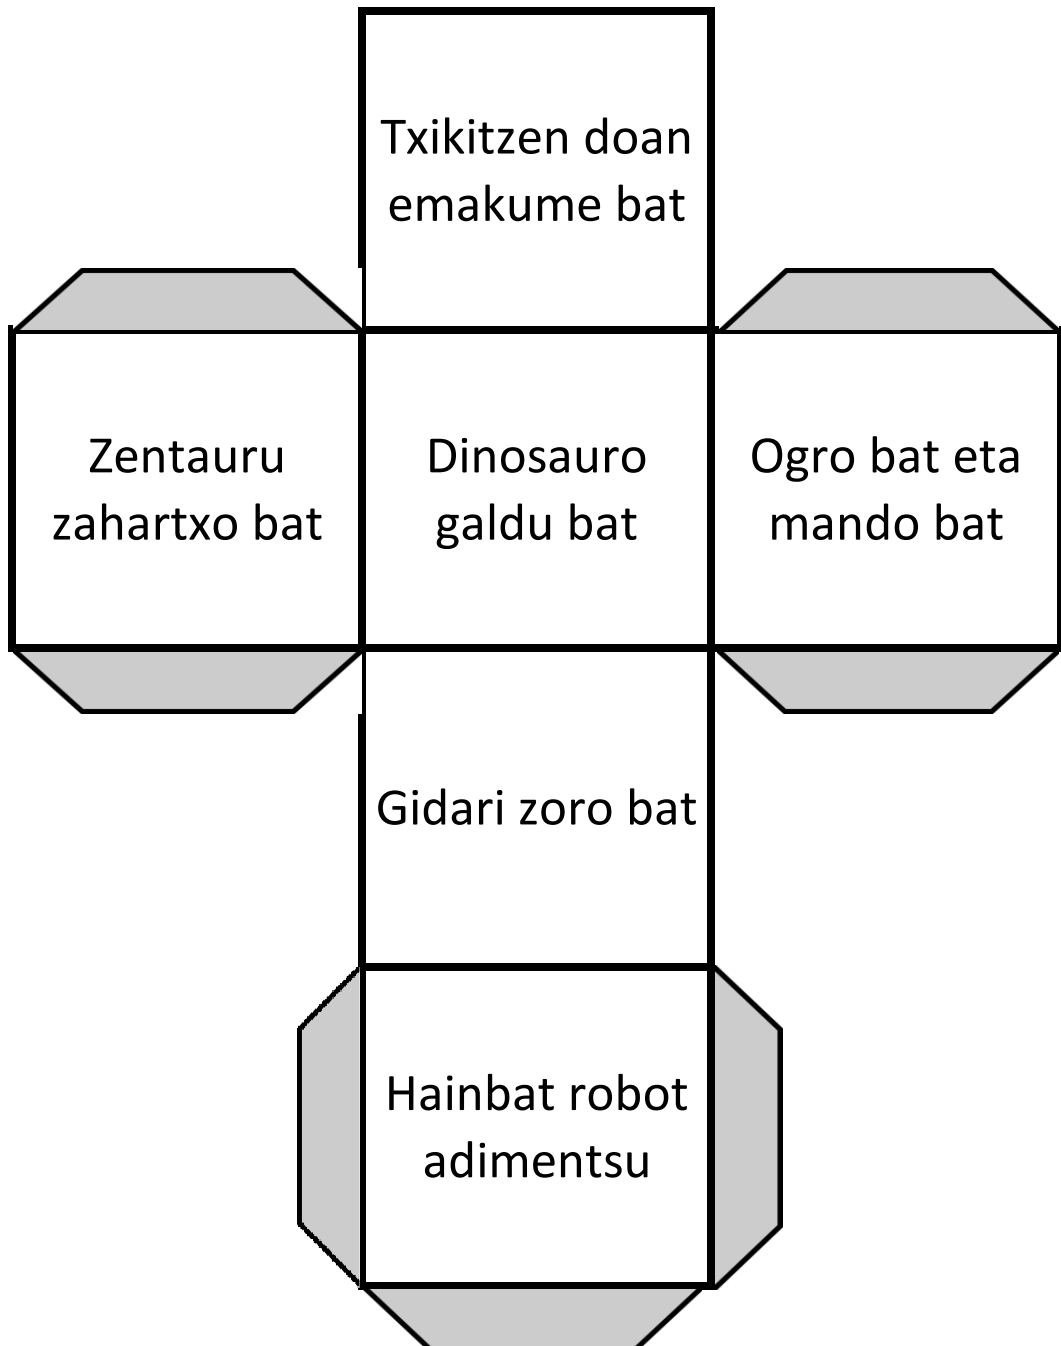 Txikitzen doan
emakume bat
Zentauru
zahartxo bat
Dinosauro
galdu bat
Ogro bat eta
mando bat
Gidari zoro bat
Hainbat robot
adimentsu